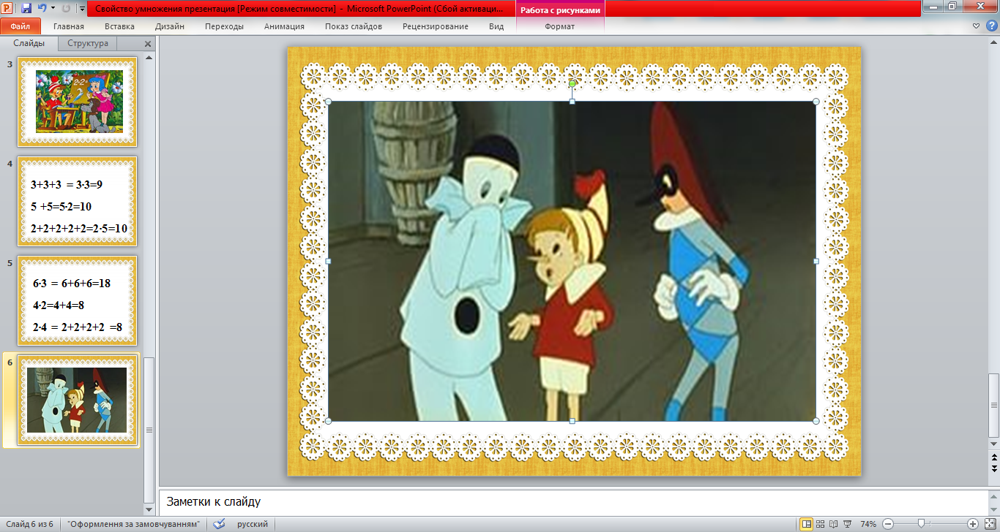 Свойство умножения презентация [Режим совместимости] - Microsoft PowerPoint (Сбой активаци...
Работа с рисунками
Файл Главная Вставка Дизайн Переходы Анимация Показ слайдов Рецензирование Вид Формат
Слайды Структура
3
2·2=
4
3+3+3 = 3·3=9
5 +5=5·2=10
2+2+2+2+2=2·5=10
5
6·3 = 6+6+6=18
4·2=4+4=8
2·4 = 2+2+2+2 =8
6
Заметки к слайду
Слайд 6 из 6 "Оформлення за замовчуванням" русский 74%